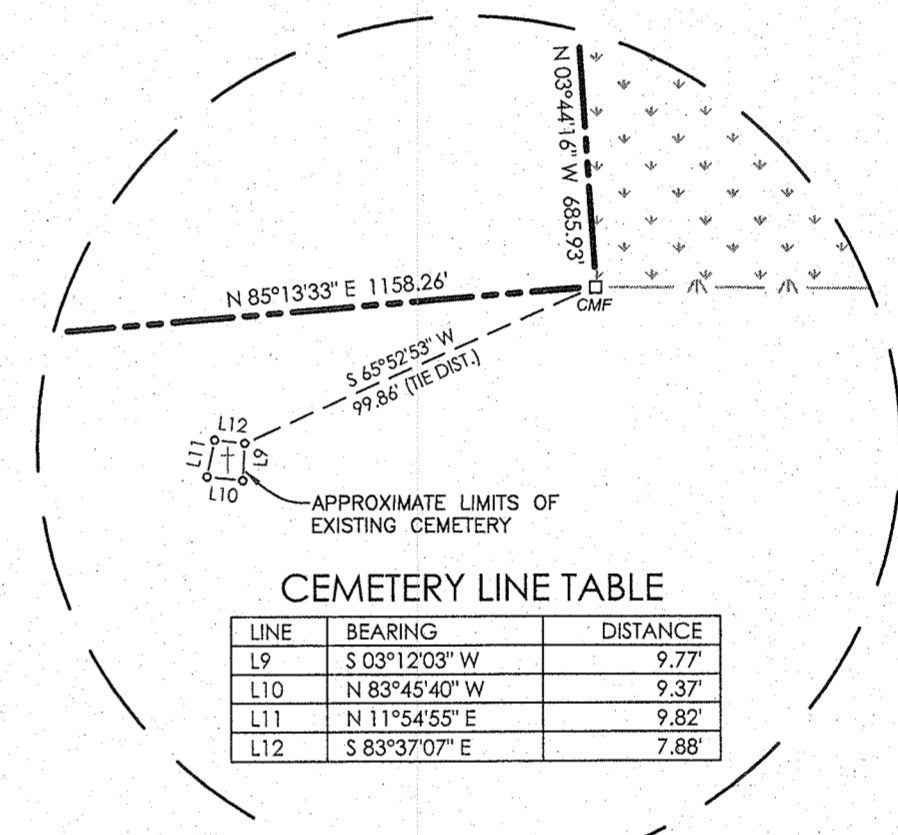 N 03°44'16" W 685.93'
N 85°13'33" E 1158.26'
CMF
S 65°52'53" W
99.86' (TIE DIST.)
L12
L11
L9
L10
APPROXIMATE LIMITS OF
EXISTING CEMETERY
CEMETERY LINE TABLE
LINE BEARING DISTANCE
L9 S 03°12'03" W 9.77'
L10 N 83°45'40" W 9.37'
L11 N 11°54'55" E 9.82'
L12 S 83°37'07" E 7.88'